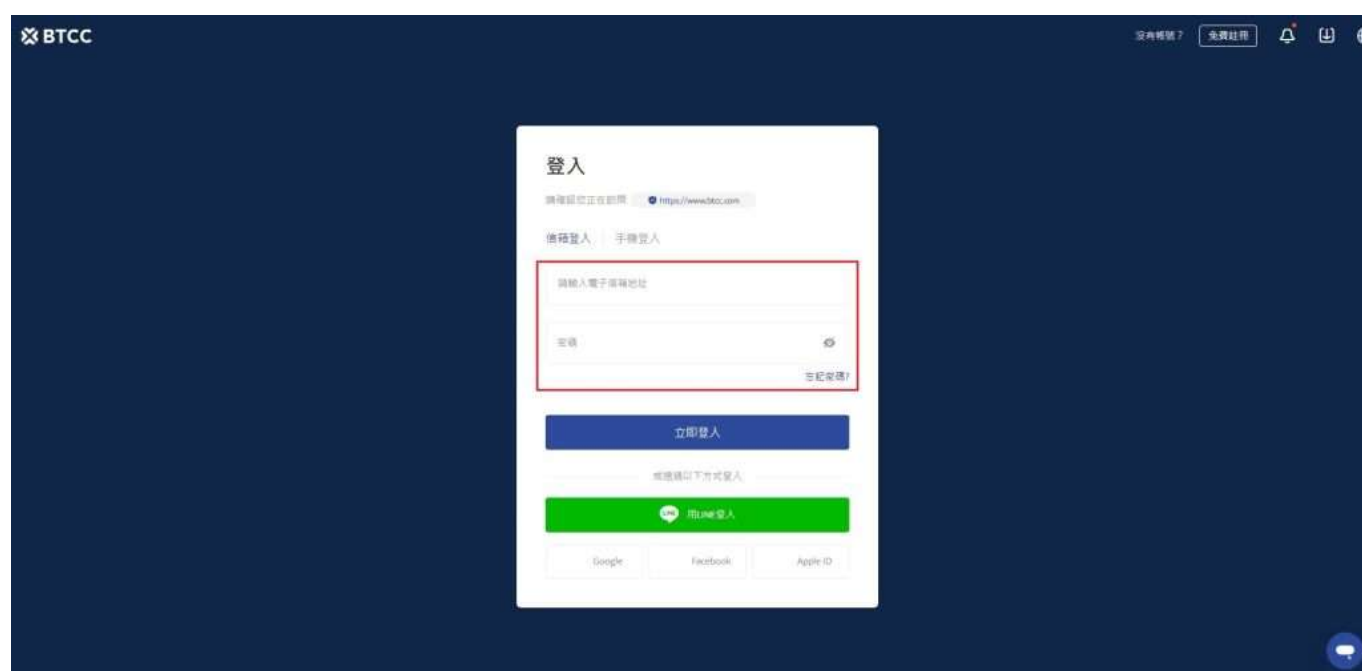 BTCC
沒有帳號？ 免費註冊
登入
請確認您正在訪問 https://www.btcc.com
信箱登入 手機登入
請輸入電子信箱地址
密碼
忘記密碼?
立即登入
或透過以下方式登入
LINE 用LINE登入
Google Facebook Apple ID